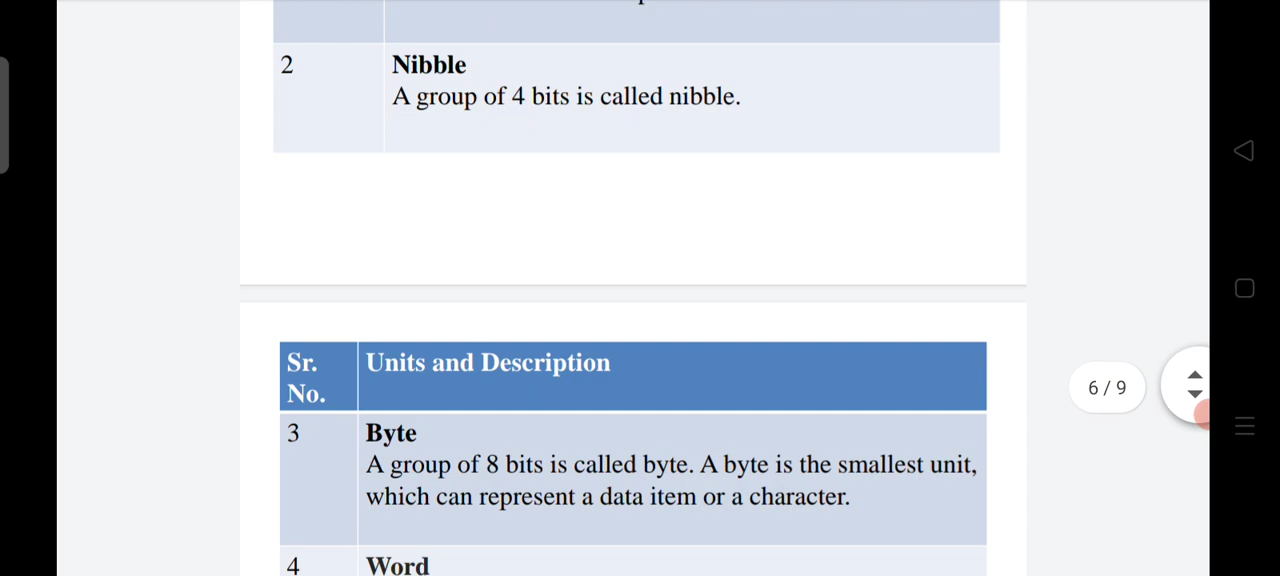 2
Nibble
A group of 4 bits is called nibble.
Sr.
No.
Units and Description
3
Byte
A group of 8 bits is called byte. A byte is the smallest unit,
which can represent a data item or a character.
6 / 9
4
Word